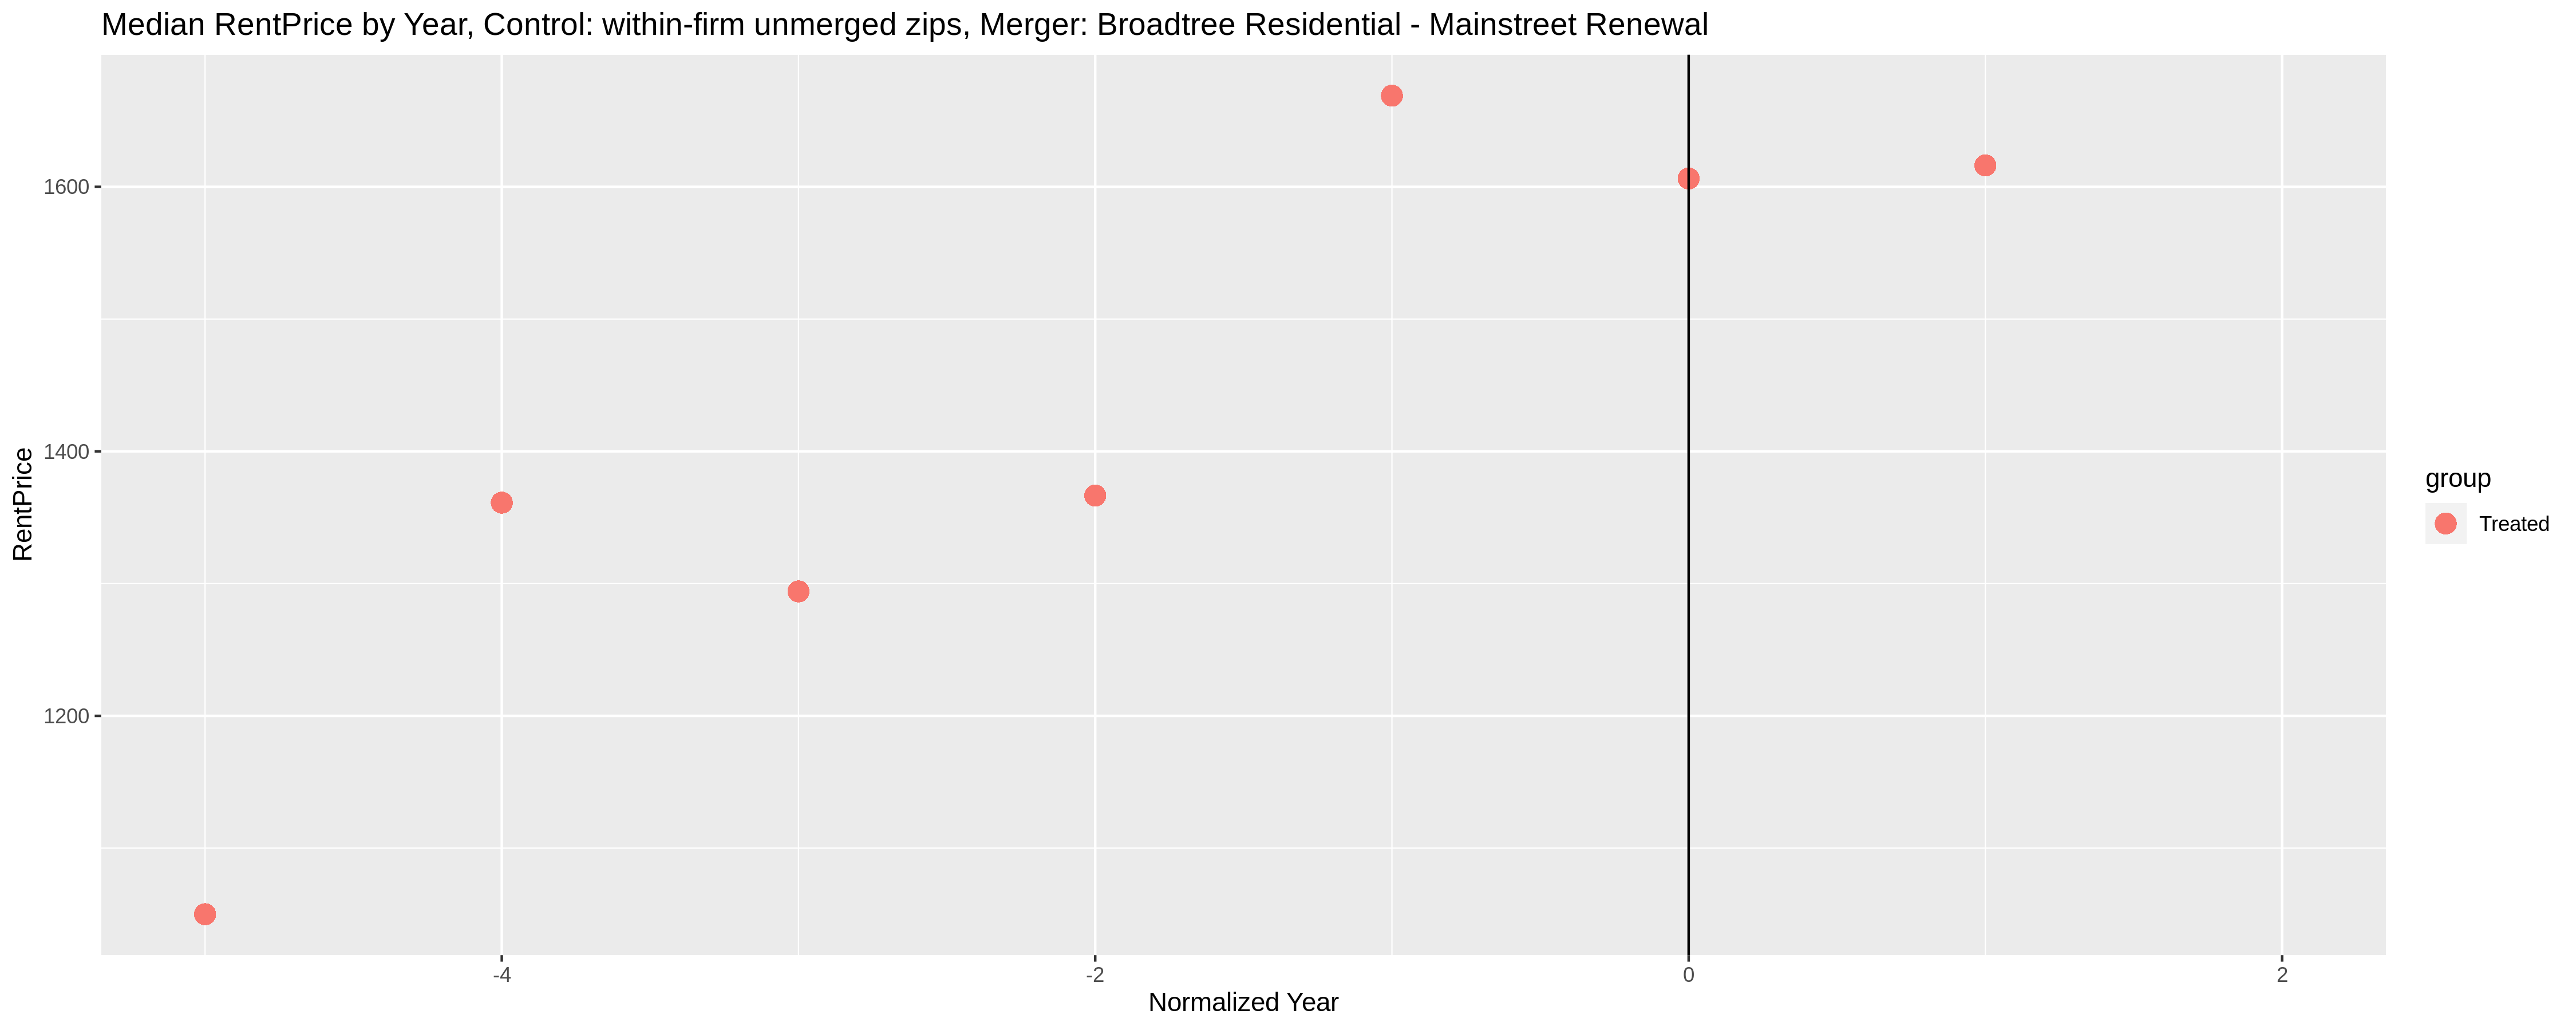 Median RentPrice by Year, Control: within-firm unmerged zips, Merger: Broadtree Residential - Mainstreet Renewal
RentPrice
1600
1400
1200
-4
-2
0
2
Normalized Year
group
Treated